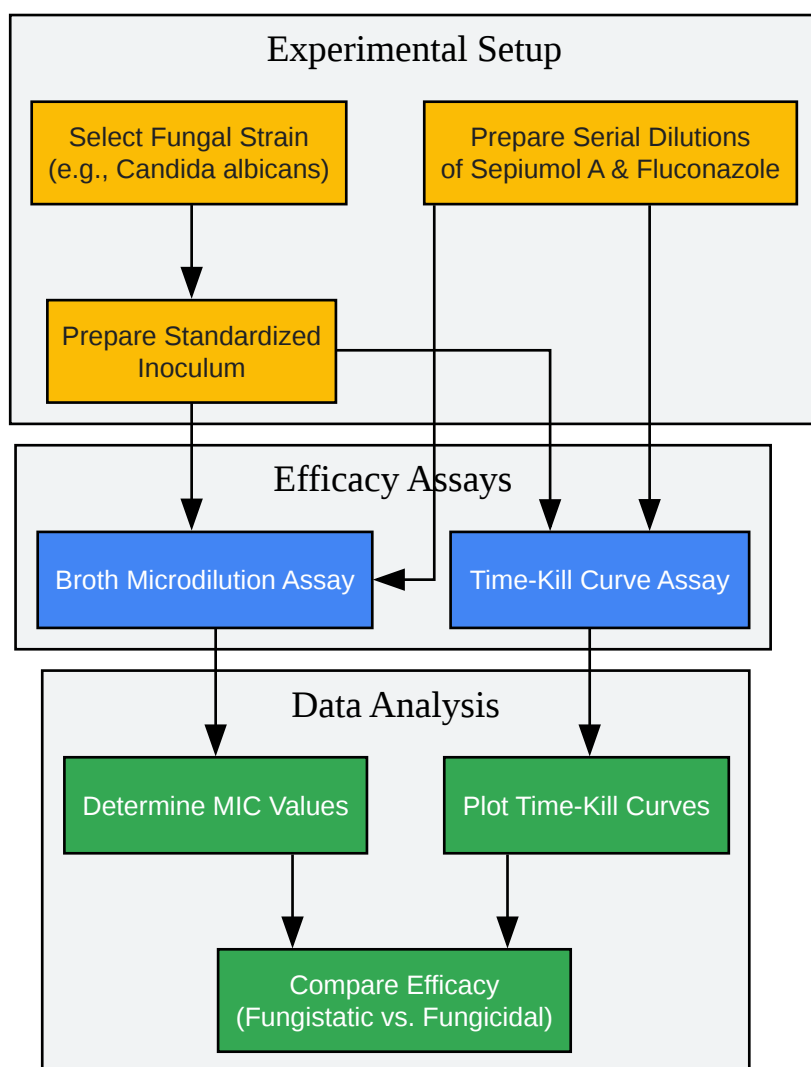 Experimental Setup
Select Fungal Strain
(e.g., Candida albicans)
Prepare Serial Dilutions
of Sepiumol A & Fluconazole
Prepare Standardized
Inoculum
Efficacy Assays
Broth Microdilution Assay
Time-Kill Curve Assay
Data Analysis
Determine MIC Values
Plot Time-Kill Curves
Compare Efficacy
(Fungistatic vs. Fungicidal)